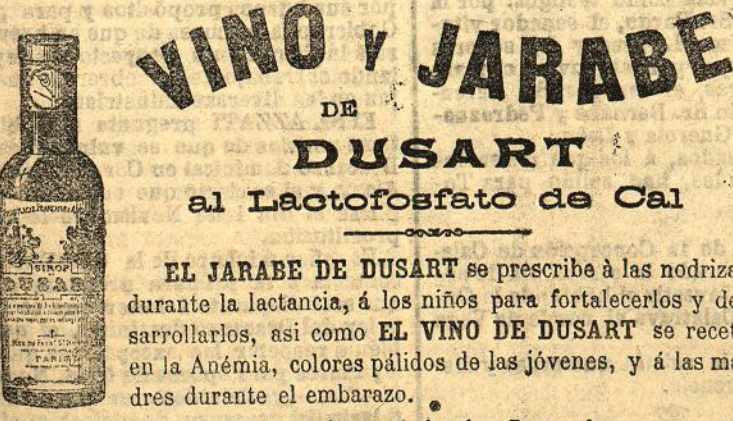 VINO Y JARABE
DE
DUSART
al Lactofosfato de Cal
EL JARABE DE DUSART se prescribe à las nodriza
durante la lactancia, á los niños para fortalecerlos y de
sarrollarlos, asi como EL VINO DE DUSART se recet
en la Anémia, colores pálidos de las jóvenes, y á las ma
dres durante el embarazo.
SIROP
DUSAR
PARIS